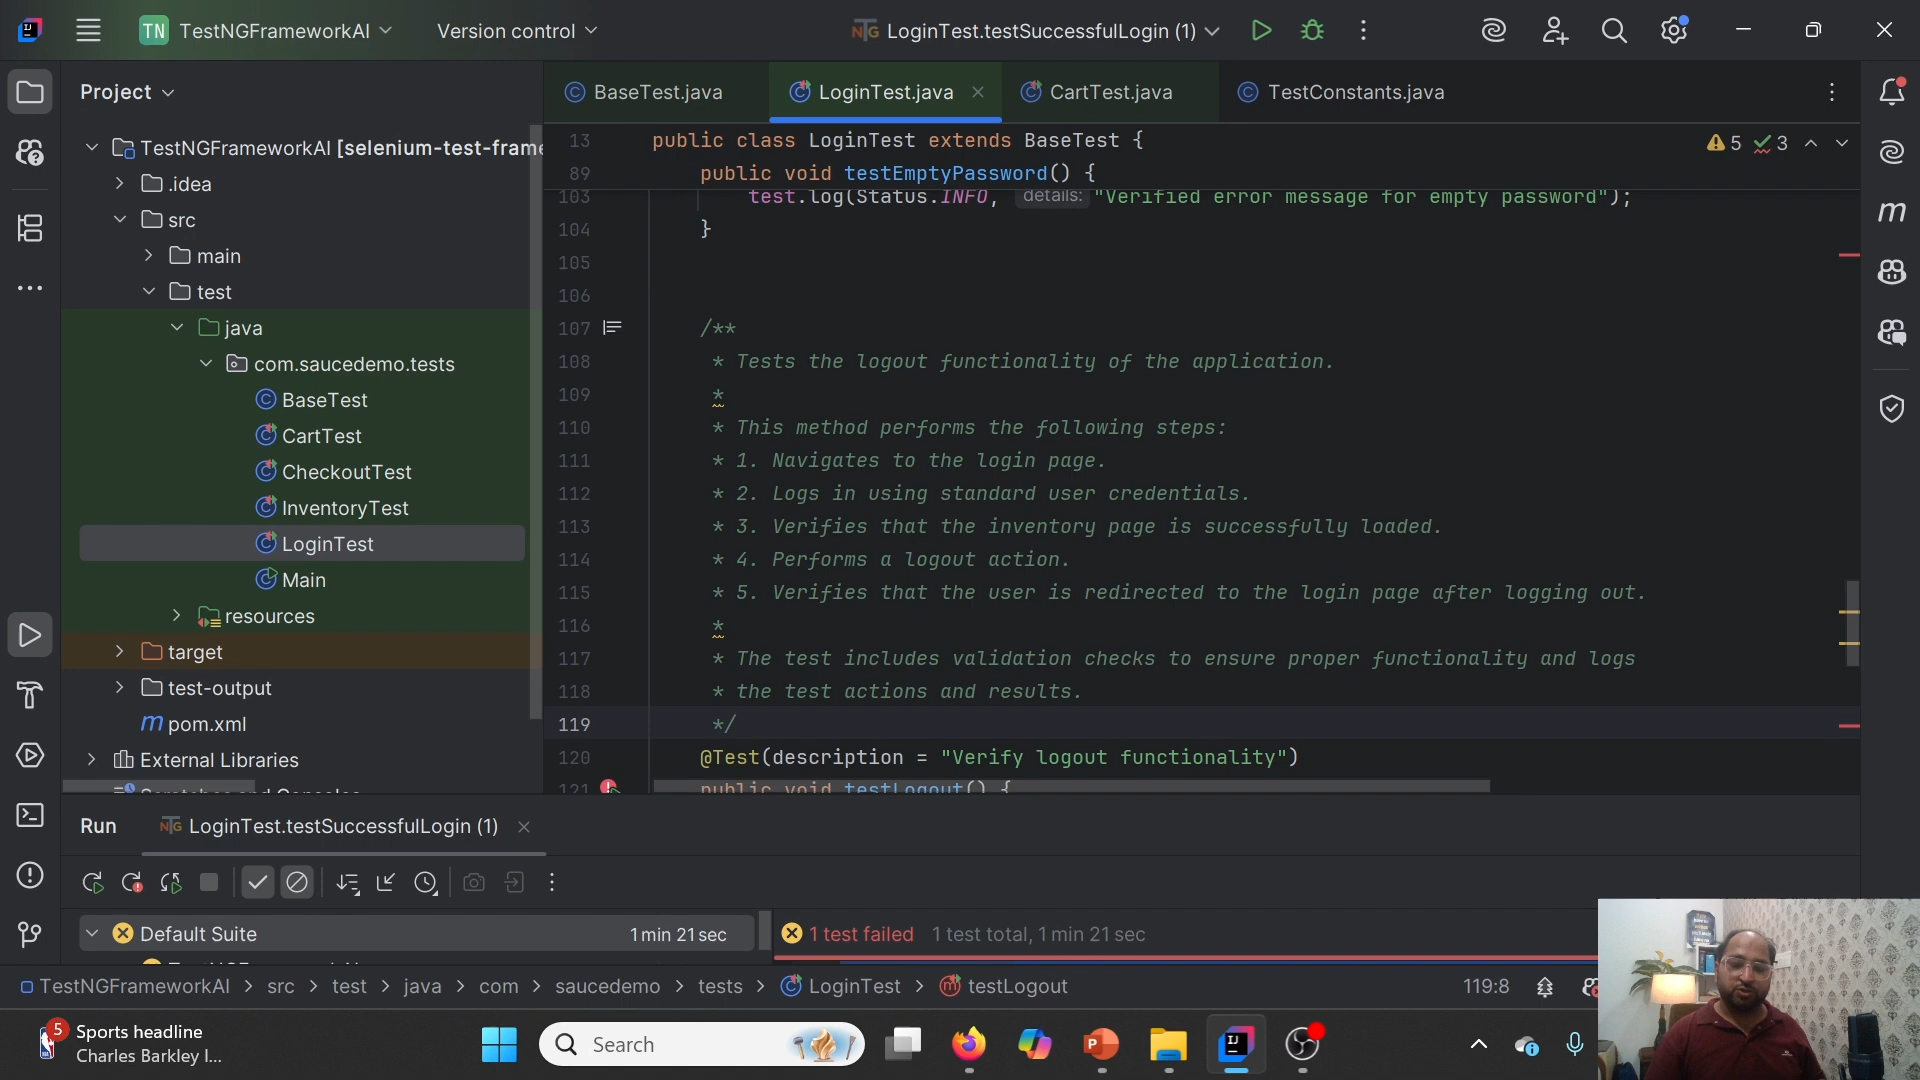 TN TestNGFrameworkAI Version control LoginTest.testSuccessfulLogin (1)
Project
BaseTest.java LoginTest.java CartTest.java TestConstants.java
TestNGFrameworkAI [selenium-test-frame
.idea
src
main
test
java
com.saucedemo.tests
BaseTest
CartTest
CheckoutTest
InventoryTest
LoginTest
Main
resources
target
test-output
pom.xml
External Libraries
Scratches and Consoles
13 public class LoginTest extends BaseTest {
89 public void testEmptyPassword() {
103 test.log(Status.INFO, details: "Verified error message for empty password");
104 }
105
106
107 /**
108 * Tests the logout functionality of the application.
109 *
110 * This method performs the following steps:
111 * 1. Navigates to the login page.
112 * 2. Logs in using standard user credentials.
113 * 3. Verifies that the inventory page is successfully loaded.
114 * 4. Performs a logout action.
115 * 5. Verifies that the user is redirected to the login page after logging out.
116 *
117 * The test includes validation checks to ensure proper functionality and logs
118 * the test actions and results.
119 */
120 @Test(description = "Verify logout functionality")
121 public void testLogout() {
5 3
Run LoginTest.testSuccessfulLogin (1)
Default Suite 1 min 21 sec
1 test failed 1 test total, 1 min 21 sec
TestNGFrameworkAI > src > test > java > com > saucedemo > tests > LoginTest > testLogout
119:8
5 Sports headline
Charles Barkley I...
Search